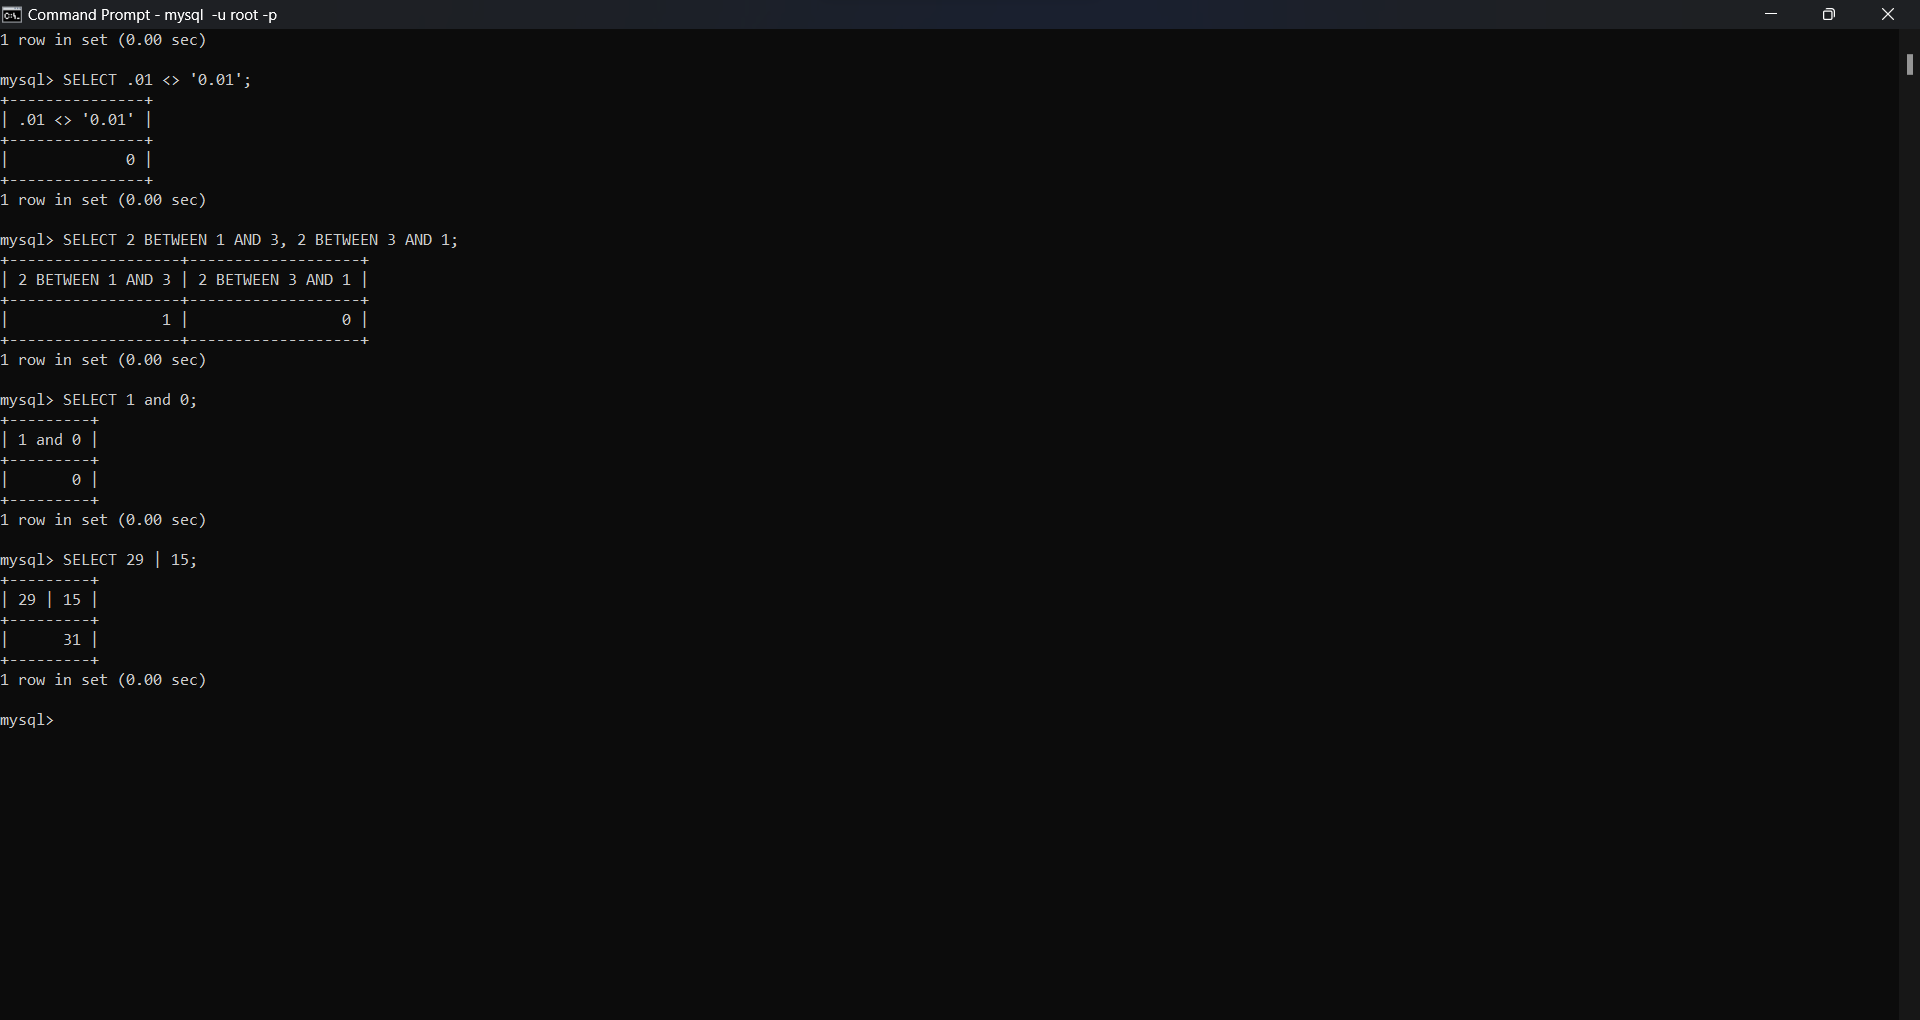 Command Prompt - mysql  -u root -p
1 row in set (0.00 sec)

mysql> SELECT .01 <> '0.01';
+---------------+
| .01 <> '0.01' |
+---------------+
|             0 |
+---------------+
1 row in set (0.00 sec)

mysql> SELECT 2 BETWEEN 1 AND 3, 2 BETWEEN 3 AND 1;
+-------------------+-------------------+
| 2 BETWEEN 1 AND 3 | 2 BETWEEN 3 AND 1 |
+-------------------+-------------------+
|                 1 |                 0 |
+-------------------+-------------------+
1 row in set (0.00 sec)

mysql> SELECT 1 and 0;
+---------+
| 1 and 0 |
+---------+
|       0 |
+---------+
1 row in set (0.00 sec)

mysql> SELECT 29 | 15;
+---------+
| 29 | 15 |
+---------+
|      31 |
+---------+
1 row in set (0.00 sec)

mysql>